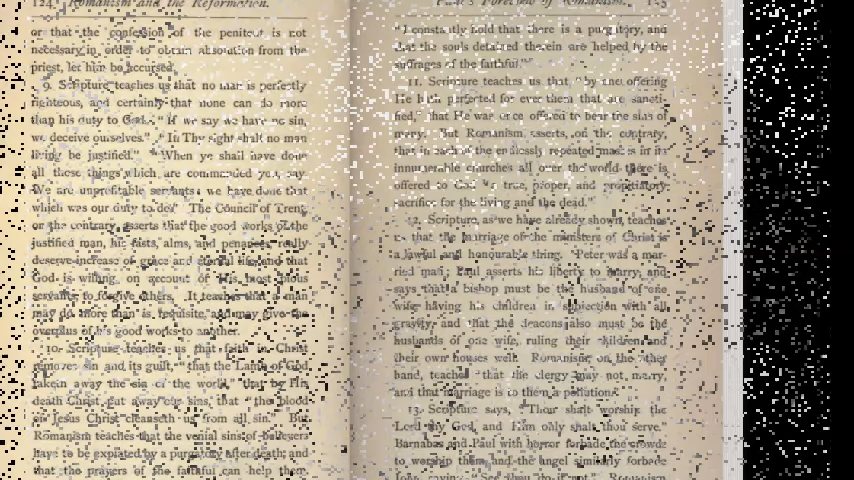 124 Romanism and the Reformation.
or that the confession of the penitent is not
necessary in order to obtain absolution from the
priest, let him be accursed.
9. Scripture teaches us that no man is perfectly
righteous, and certainly that none can do more
than his duty to God. "If we say we have no sin,
we deceive ourselves." "In Thy sight shall no man
living be justified." "When ye shall have done
all these things which are commanded you, say,
We are unprofitable servants: we have done that
which was our duty to do." The Council of Trent,
on the contrary, asserts that the good works of the
justified man, his fasts, alms, and penances, really
deserve increase of grace and eternal life, and that
God is willing, on account of His most pious
servants, to forgive others. It teaches that a man
may do more than is requisite, and may give the
overplus of his good works to another.
10. Scripture teaches us that faith in Christ
removes sin and its guilt, "that the Lamb of God
taketh away the sin of the world," that by His
death Christ put away our sins, that "the blood
of Jesus Christ cleanseth us from all sin." But
Romanism teaches that the venial sins of believers
have to be expiated by a purgatory after death; and
that the prayers of the faithful can help them.
Paul's Foreview of Romanism. 125
"I constantly hold that there is a purgatory, and
that the souls detained therein are helped by the
suffrages of the faithful."
11. Scripture teaches us that "by one offering
He hath perfected for ever them that are sancti-
fied," that He was once offered to bear the sins of
many. But Romanism asserts, on the contrary,
that in each of the endlessly repeated masses in its
innumerable churches all over the world there is
offered to God "a true, proper, and propitiatory
sacrifice for the living and the dead."
12. Scripture, as we have already shown, teaches
us that the marriage of the ministers of Christ is
a lawful and honourable thing. Peter was a mar-
ried man; Paul asserts his liberty to marry, and
says that a bishop must be the husband of one
wife having his children in subjection with all
gravity, and that the deacons also must be the
husbands of one wife, ruling their children and
their own houses well. Romanism, on the other
hand, teaches "that the clergy may not marry,
and that marriage is to them a pollution."
13. Scripture says, "Thou shalt worship the
Lord thy God, and Him only shalt thou serve."
Barnabas and Paul with horror forbade the crowds
to worship them, and the angel similarly forbade
John, saying, "See thou do it not." Romanism